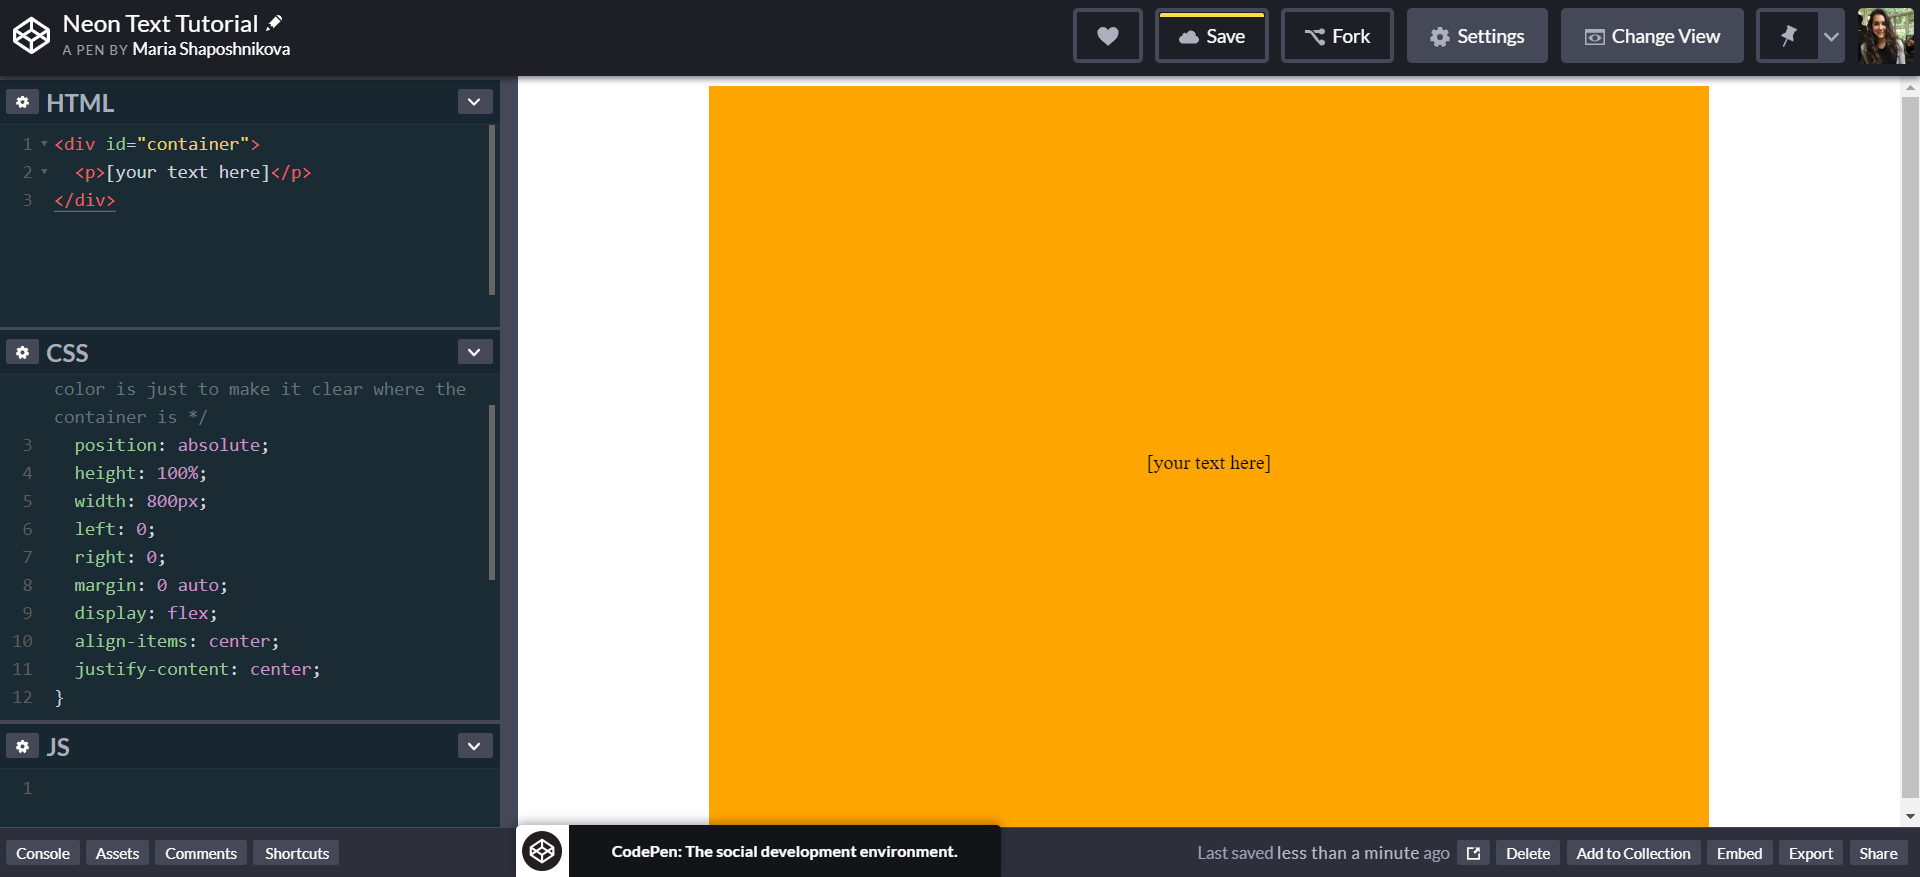 Neon Text Tutorial
A PEN BY Maria Shaposhnikova
Save
Fork
Settings
Change View
HTML
1 <div id="container">
2 <p>[your text here]</p>
3 </div>
CSS
color is just to make it clear where the
container is */
3 position: absolute;
4 height: 100%;
5 width: 800px;
6 left: 0;
7 right: 0;
8 margin: 0 auto;
9 display: flex;
10 align-items: center;
11 justify-content: center;
12 }
JS
1
[your text here]
Console Assets Comments Shortcuts
CodePen: The social development environment.
Last saved less than a minute ago
Delete Add to Collection Embed Export Share